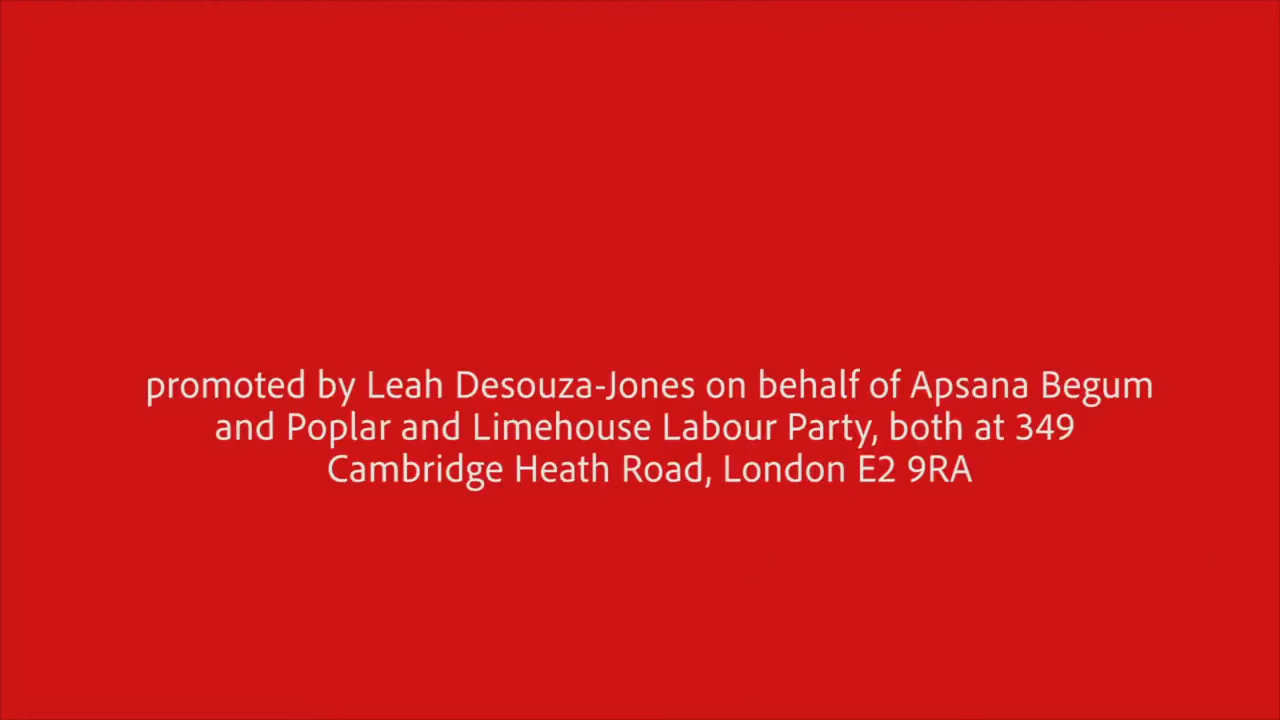 promoted by Leah Desouza-Jones on behalf of Apsana Begum
and Poplar and Limehouse Labour Party, both at 349
Cambridge Heath Road, London E2 9RA